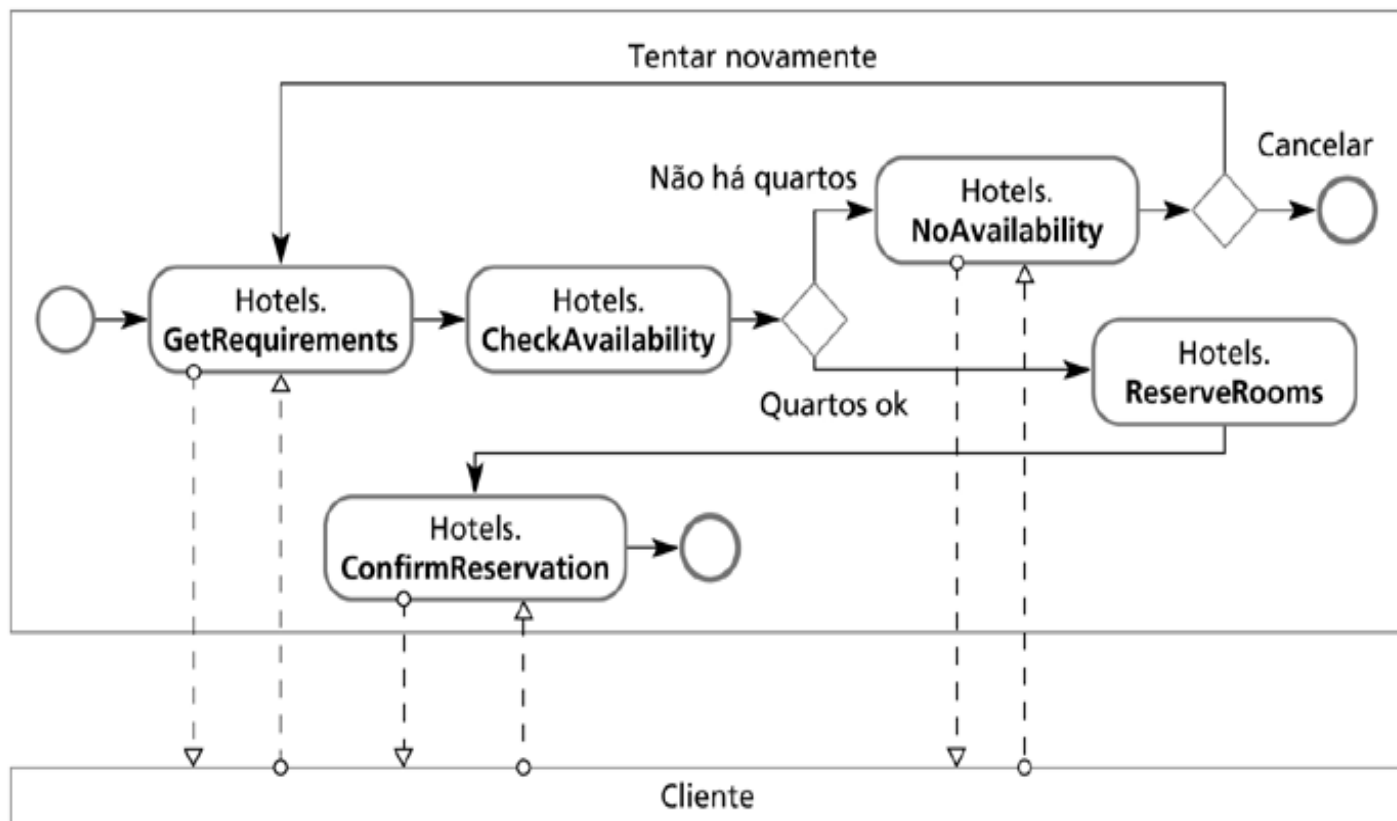 Tentar novamente
Cancelar
Não há quartos
Hotels.
NoAvailability
Hotels.
GetRequirements
Hotels.
CheckAvailability
Hotels.
ReserveRooms
Quartos ok
Hotels.
ConfirmReservation
Cliente